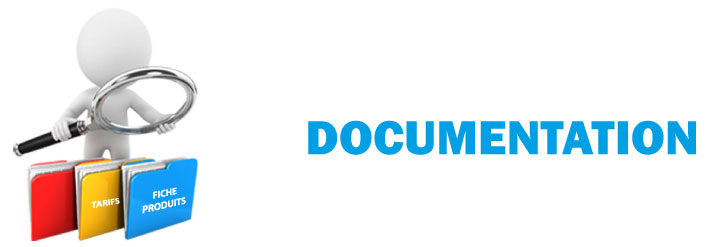 DOCUMENTATION
TARIFS
FICHE
PRODUITS